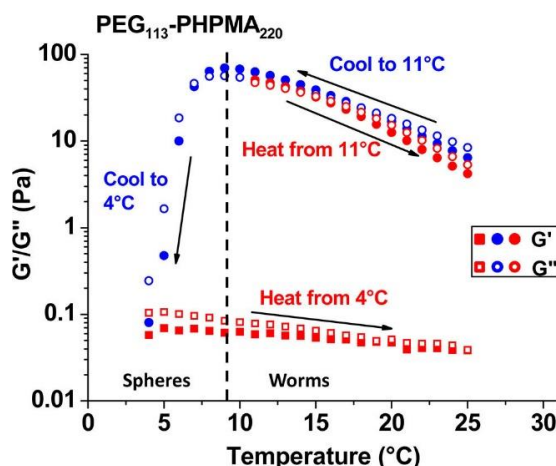 PEG₁₁₃-PHPMA₂₂₀
100
10
1
0.1
0.01
G'/G" (Pa)
Cool to 11°C
Heat from 11°C
Cool to
4°C
G'
G"
Heat from 4°C
Spheres
Worms
0 5 10 15 20 25 30
Temperature (°C)